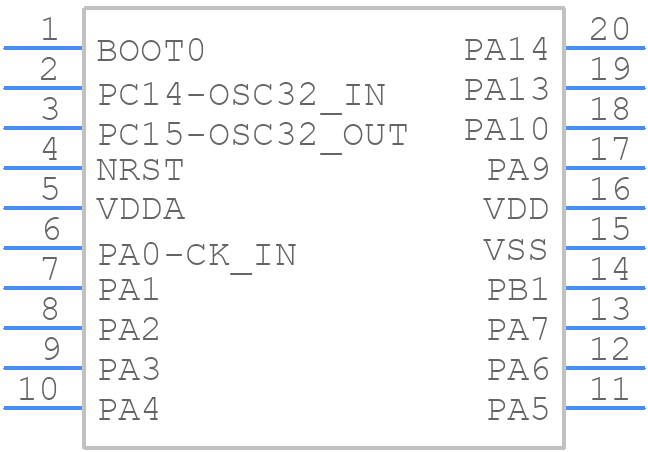 1 BOOT0 PA14 20
2 PC14-OSC32_IN PA13 19
3 PC15-OSC32_OUT PA10 18
4 NRST PA9 17
5 VDDA VDD 16
6 PA0-CK_IN VSS 15
7 PA1 PB1 14
8 PA2 PA7 13
9 PA3 PA6 12
10 PA4 PA5 11